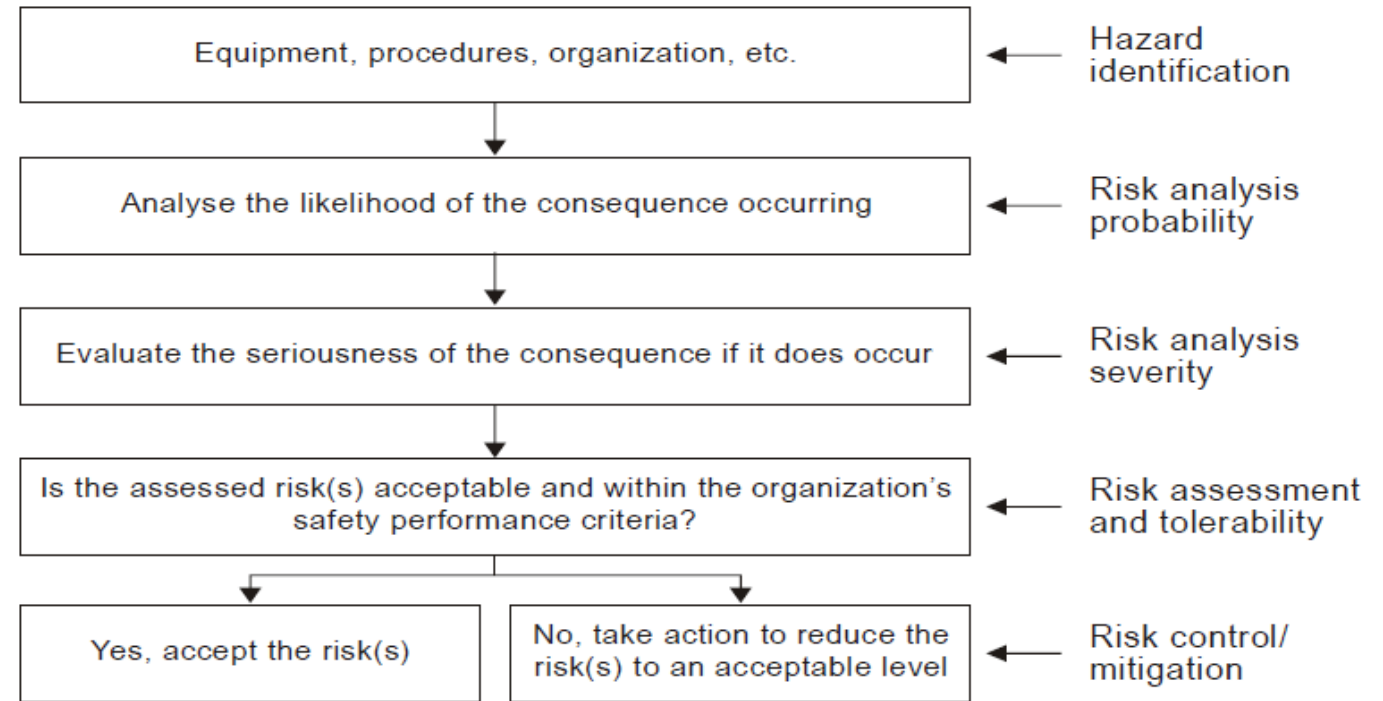 Equipment, procedures, organization, etc.
Hazard
identification
Analyse the likelihood of the consequence occurring
Risk analysis
probability
Evaluate the seriousness of the consequence if it does occur
Risk analysis
severity
Is the assessed risk(s) acceptable and within the organization's
safety performance criteria?
Risk assessment
and tolerability
Yes, accept the risk(s)
No, take action to reduce the
risk(s) to an acceptable level
Risk control/
mitigation